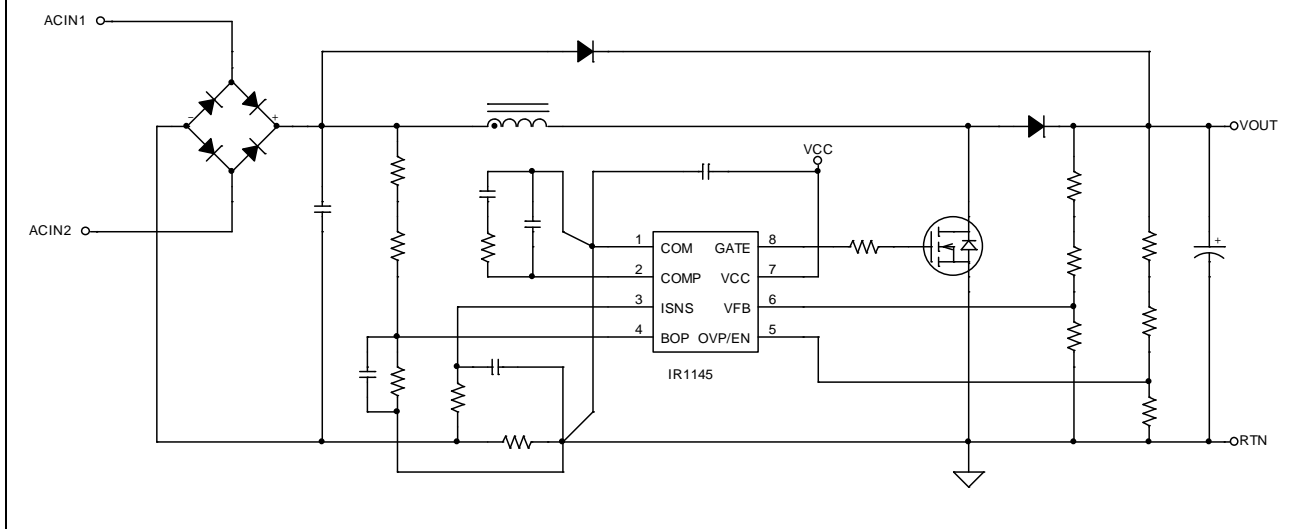 ACIN1
ACIN2
−
+
VCC
VOUT
+
1 COM GATE 8
2 COMP VCC 7
3 ISNS VFB 6
4 BOP OVP/EN 5
IR1145
RTN